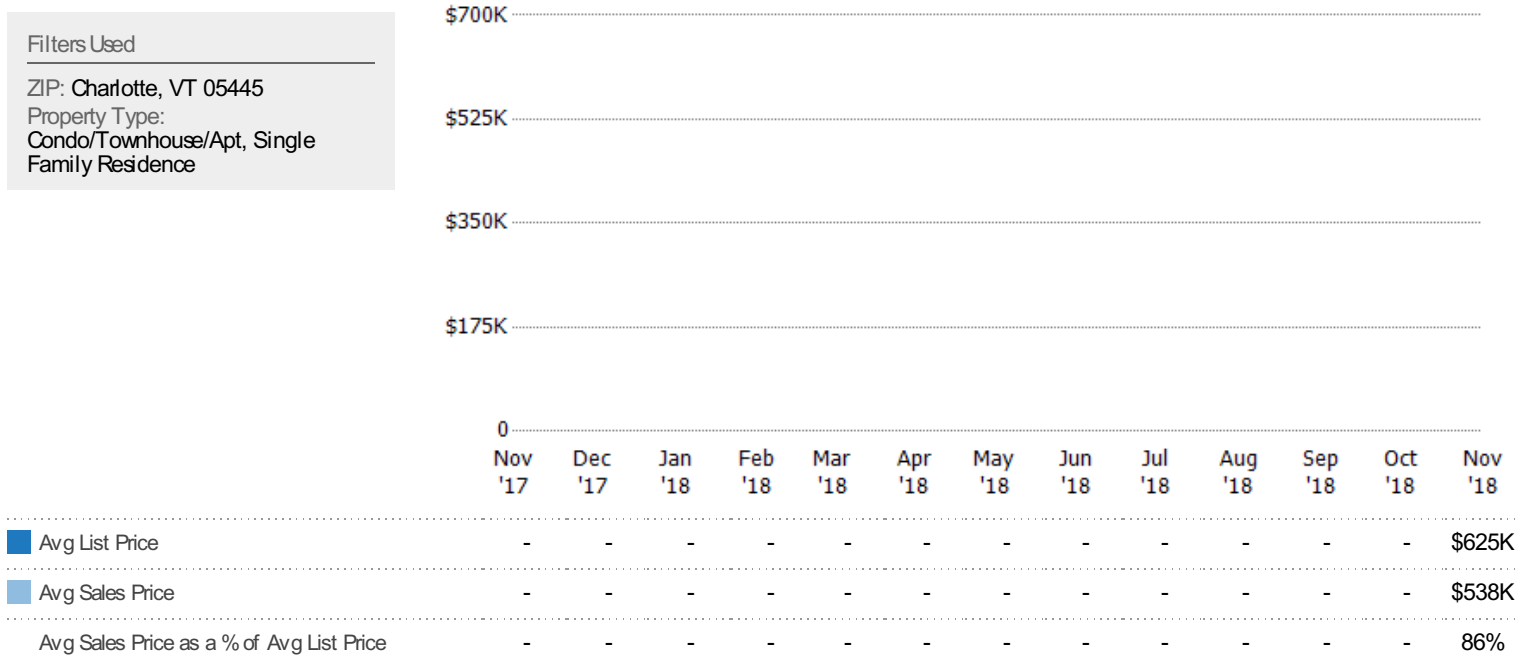 Filters Used
ZIP: Charlotte, VT 05445
Property Type:
Condo/Townhouse/Apt, Single
Family Residence
$700K
$525K
$350K
$175K
0
Nov Dec Jan Feb Mar Apr May Jun Jul Aug Sep Oct Nov
'17 '17 '18 '18 '18 '18 '18 '18 '18 '18 '18 '18 '18
Avg List Price - - - - - - - - - - - - $625K
Avg Sales Price - - - - - - - - - - - - $538K
Avg Sales Price as a % of Avg List Price - - - - - - - - - - - - 86%